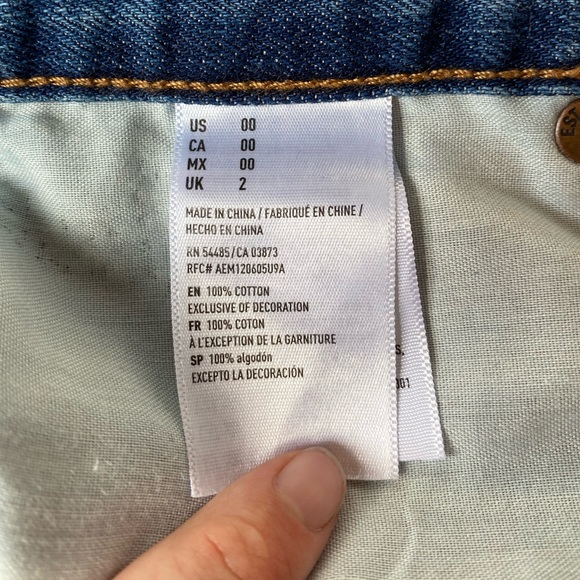 US 00
CA 00
MX 00
UK 2
MADE IN CHINA / FABRIQUÉ EN CHINE /
HECHO EN CHINA
RN 54485 / CA 03873
RFC# AEM120605U9A
EN 100% COTTON
EXCLUSIVE OF DECORATION
FR 100% COTON
À L'EXCEPTION DE LA GARNITURE
SP 100% algodón
EXCEPTO LA DECORACIÓN
S.
001